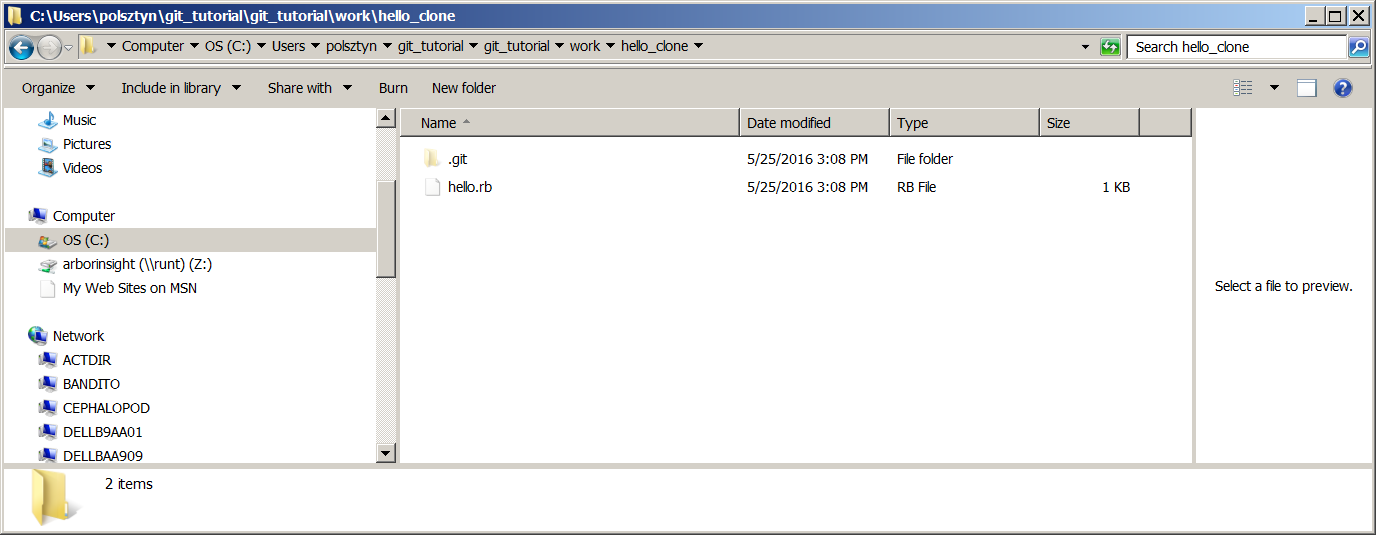 C:\Users\polsztyn\git_tutorial\git_tutorial\work\hello_clone
Computer OS (C:) Users polsztyn git_tutorial git_tutorial work hello_clone Search hello_clone
Organize Include in library Share with Burn New folder
Music
Pictures
Videos
Computer
OS (C:)
arborinsight (\\runt) (Z:)
My Web Sites on MSN
Network
ACTDIR
BANDITO
CEPHALOPOD
DELLB9AA01
DELLBAA909
Name Date modified Type Size
.git 5/25/2016 3:08 PM File folder
hello.rb 5/25/2016 3:08 PM RB File 1 KB
Select a file to preview.
2 items